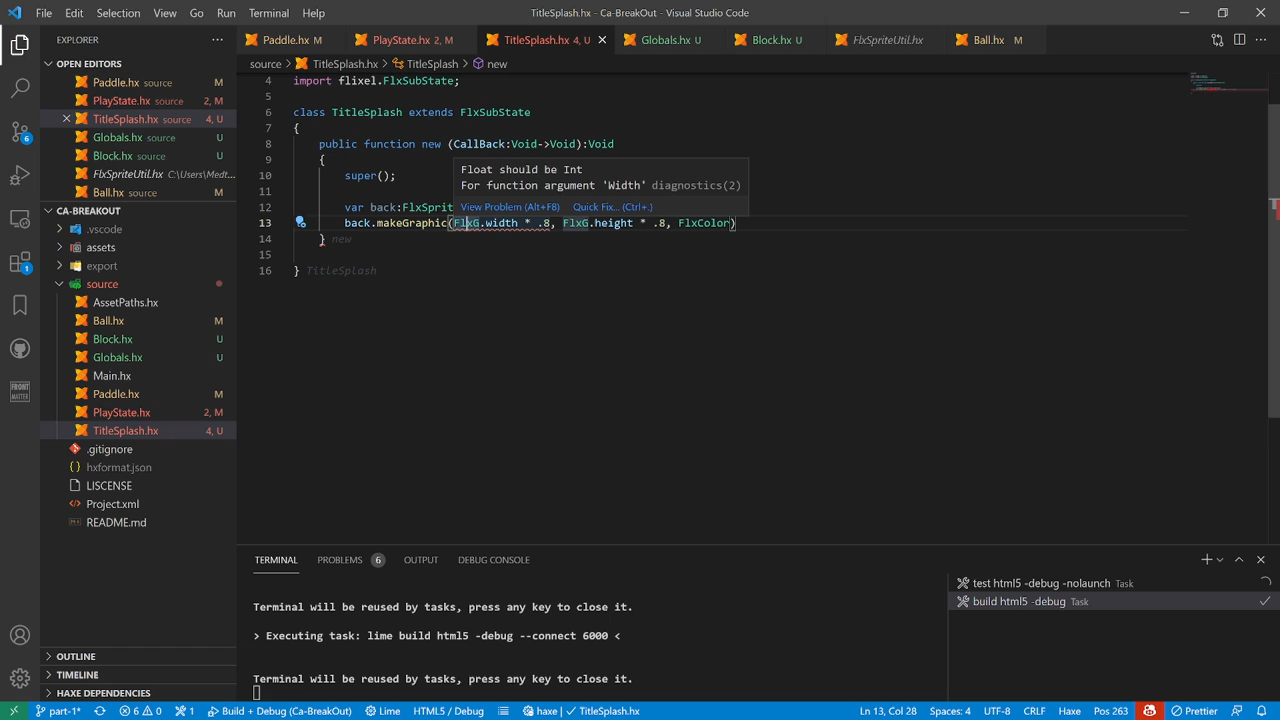 File Edit Selection View Go Run Terminal Help
TitleSplash.hx - Ca-BreakOut - Visual Studio Code
EXPLORER
OPEN EDITORS
Paddle.hx source M
PlayState.hx source 2, M
TitleSplash.hx source 4, U
Globals.hx source U
Block.hx source U
FlxSpriteUtil.hx C:\Users\Medt...
Ball.hx source M
CA-BREAKOUT
.vscode
assets
export
source
AssetPaths.hx
Ball.hx M
Block.hx U
Globals.hx U
Main.hx
Paddle.hx M
PlayState.hx 2, M
TitleSplash.hx 4, U
.gitignore
hxformat.json
LISCENSE
Project.xml
README.md
OUTLINE
TIMELINE
HAXE DEPENDENCIES
6
1
FRONT
MATTER
Paddle.hx M PlayState.hx 2, M TitleSplash.hx 4, U Globals.hx U Block.hx U FlxSpriteUtil.hx Ball.hx M
source > TitleSplash.hx > TitleSplash > new
4 import flixel.FlxSubState;
5
6 class TitleSplash extends FlxSubState
7 {
8 public function new (CallBack:Void->Void):Void
9 {
10 super();
11
12 var back:FlxSprit
13 back.makeGraphic(FlxG.width * .8, FlxG.height * .8, FlxColor)
14 } new
15
16 } TitleSplash
Float should be Int
For function argument 'Width' diagnostics(2)
View Problem (Alt+F8) Quick Fix... (Ctrl+.)
TERMINAL PROBLEMS 6 OUTPUT DEBUG CONSOLE
Terminal will be reused by tasks, press any key to close it.
> Executing task: lime build html5 -debug --connect 6000 <
Terminal will be reused by tasks, press any key to close it.
test html5 -debug -nolaunch Task
build html5 -debug Task
part-1* 6 0 1 Build + Debug (Ca-BreakOut) Lime HTML5 / Debug haxe | TitleSplash.hx Ln 13, Col 28 Spaces: 4 UTF-8 CRLF Haxe Pos 263 Prettier